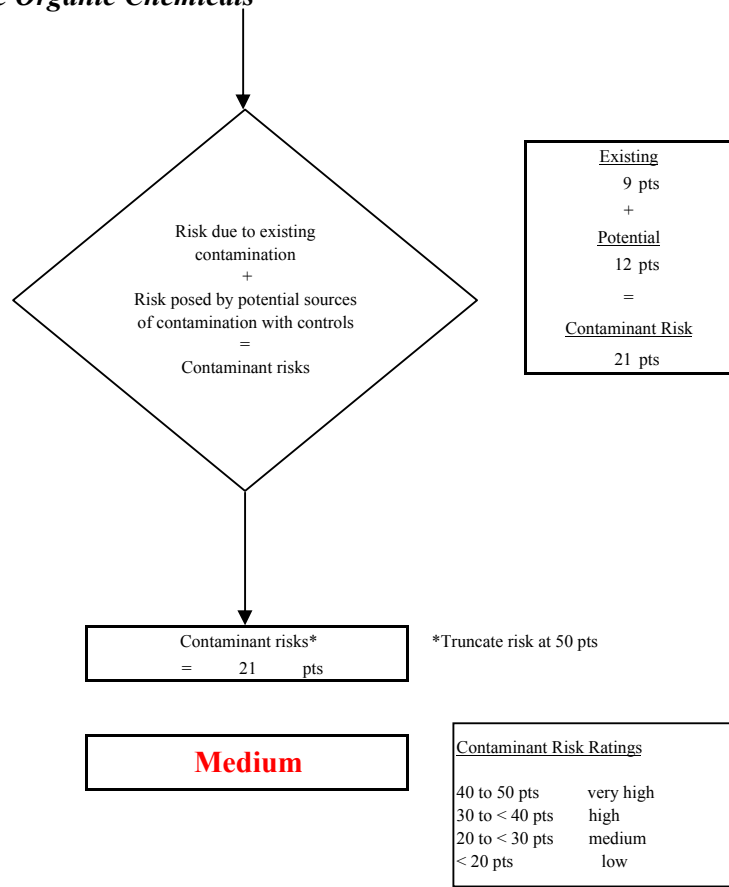 Organic Chemicals
Risk due to existing
contamination
+
Risk posed by potential sources
of contamination with controls
=
Contaminant risks
Existing
9 pts
+
Potential
12 pts
=
Contaminant Risk
21 pts
Contaminant risks*
= 21 pts
*Truncate risk at 50 pts
Medium
Contaminant Risk Ratings
40 to 50 pts very high
30 to < 40 pts high
20 to < 30 pts medium
< 20 pts low